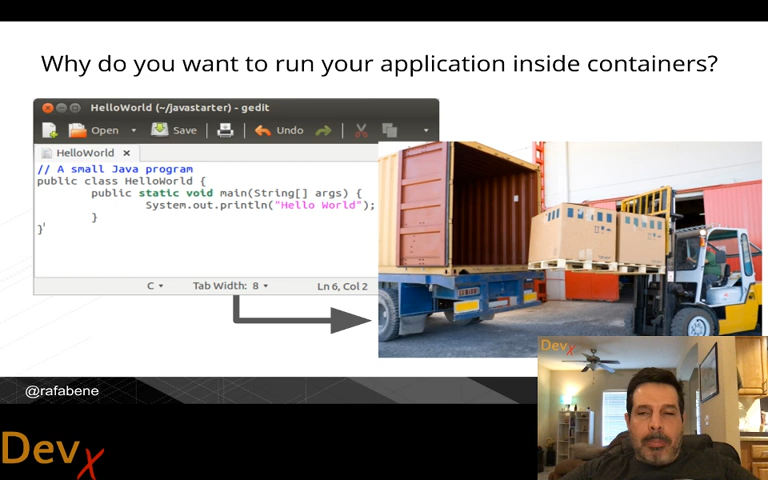 Why do you want to run your application inside containers?
HelloWorld (~/javastarter) - gedit
Open Save Undo
HelloWorld ×
// A small Java program
public class HelloWorld {
public static void main(String[] args) {
System.out.println("Hello World");
}
}
C Tab Width: 8 Ln 6, Col 2
Dev x
@rafabene
Dev x